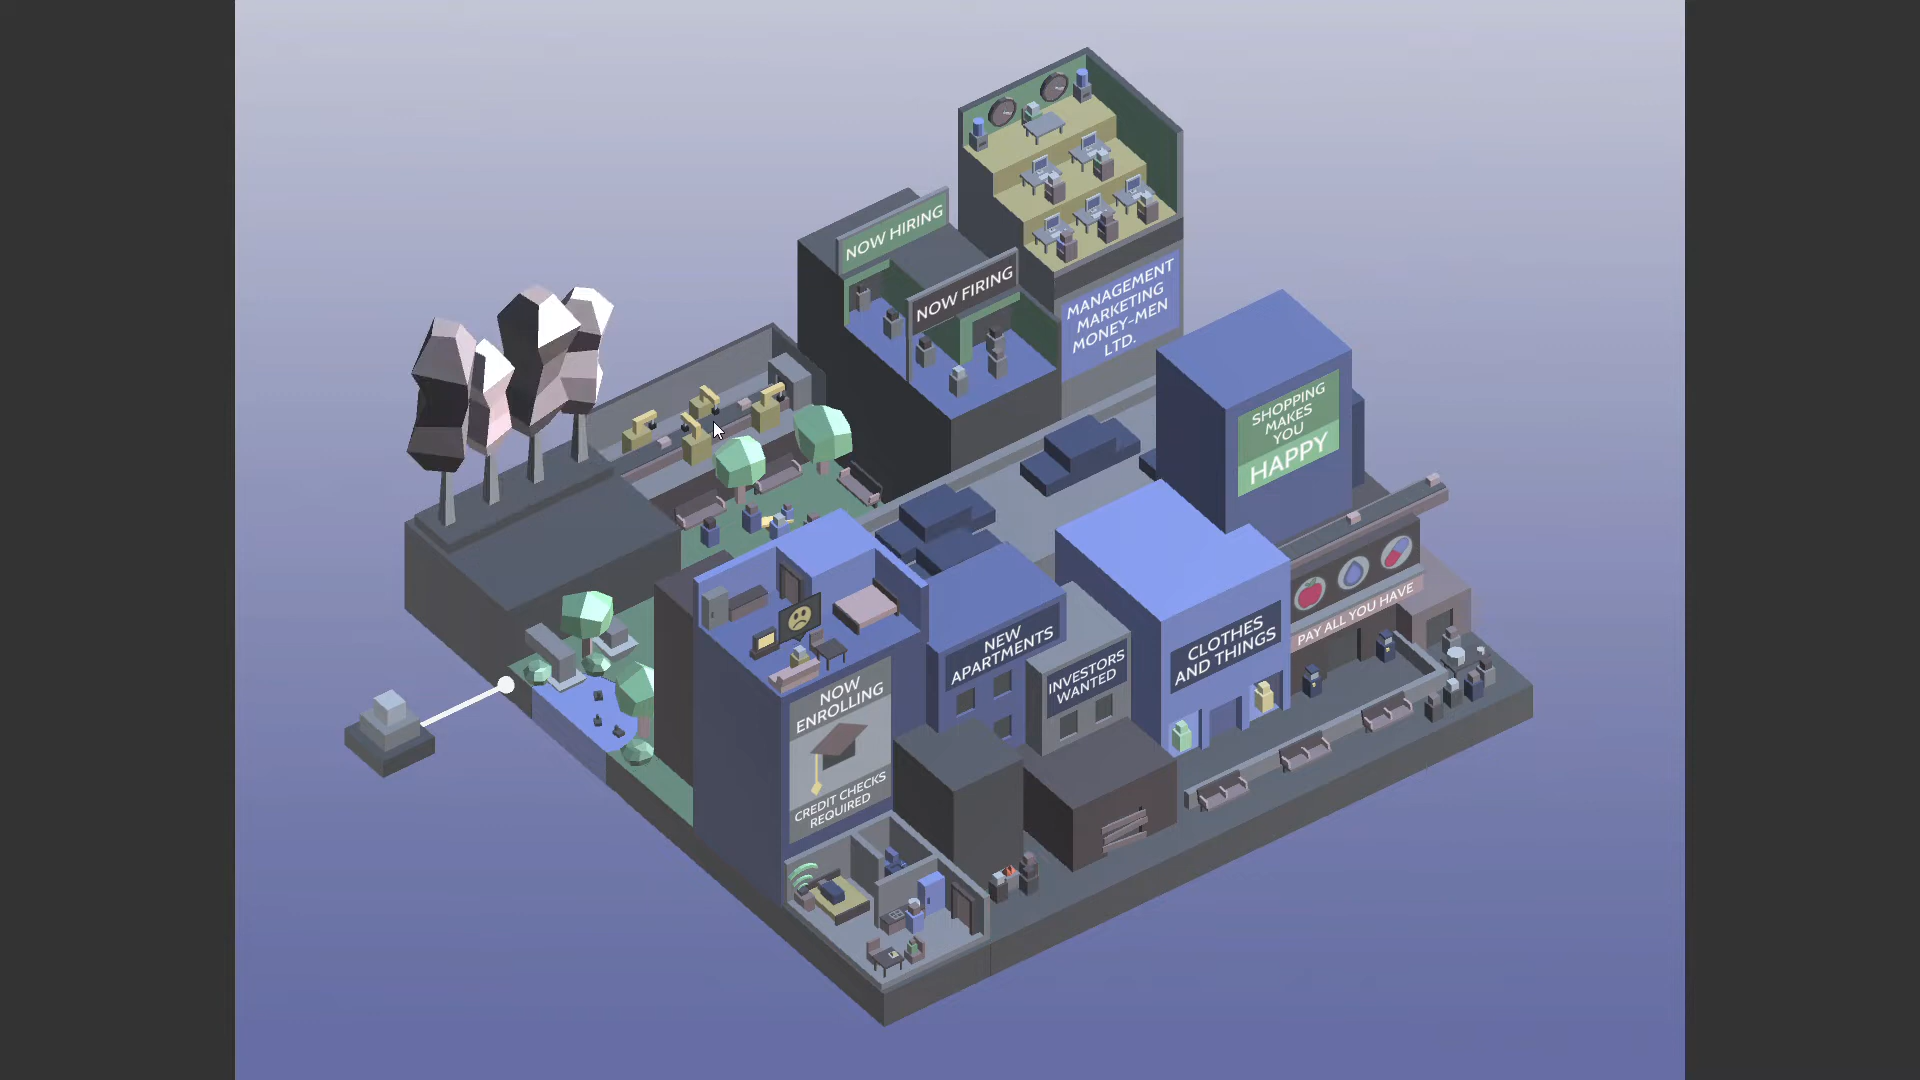 NOW HIRING
NOW FIRING
MANAGEMENT
MARKETING
MONEY-MEN
LTD.
SHOPPING
MAKES
YOU
HAPPY
PAY ALL YOU HAVE
CLOTHES
AND THINGS
NEW
APARTMENTS
INVESTORS
WANTED
NOW
ENROLLING
CREDIT CHECKS
REQUIRED